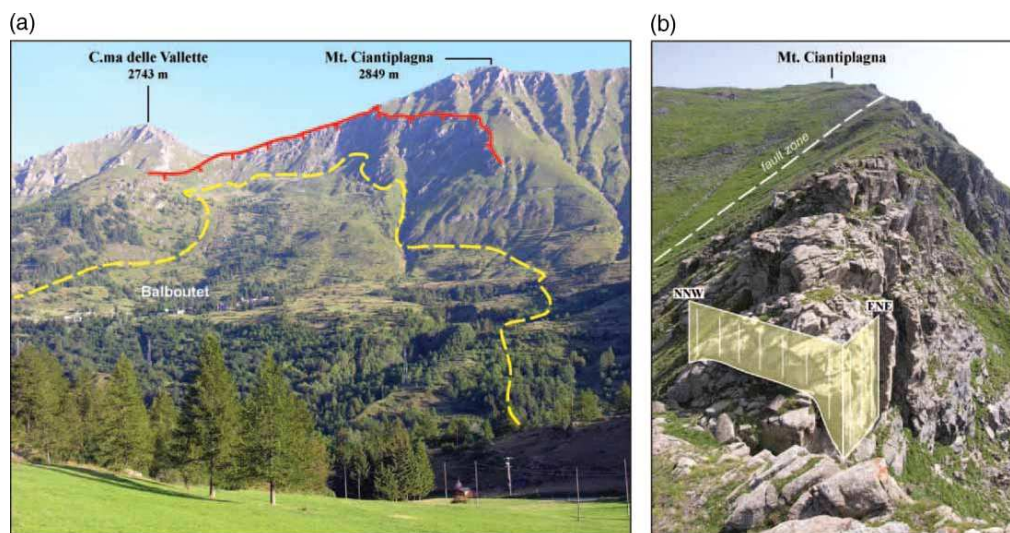 (a)
C.ma delle Vallette
2743 m
Mt. Ciantiplagna
2849 m
Balboutet
(b)
Mt. Ciantiplagna
fault zone
NNW
ENE